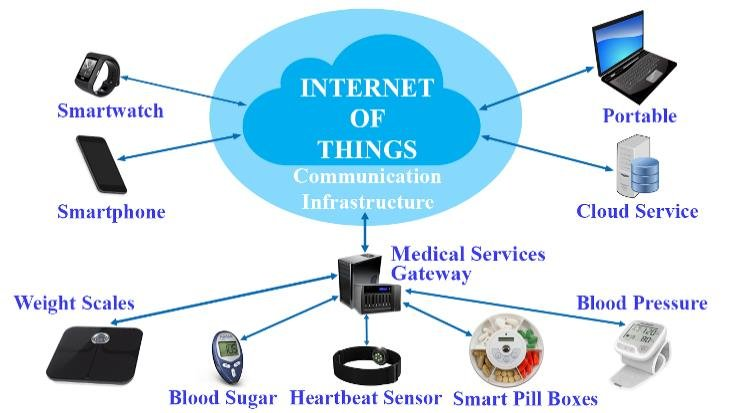 INTERNET
OF
THINGS
Communication
Infrastructure
Smartwatch
Smartphone
Portable
Cloud Service
Medical Services
Gateway
Weight Scales
Blood Pressure
Blood Sugar
Heartbeat Sensor
Smart Pill Boxes